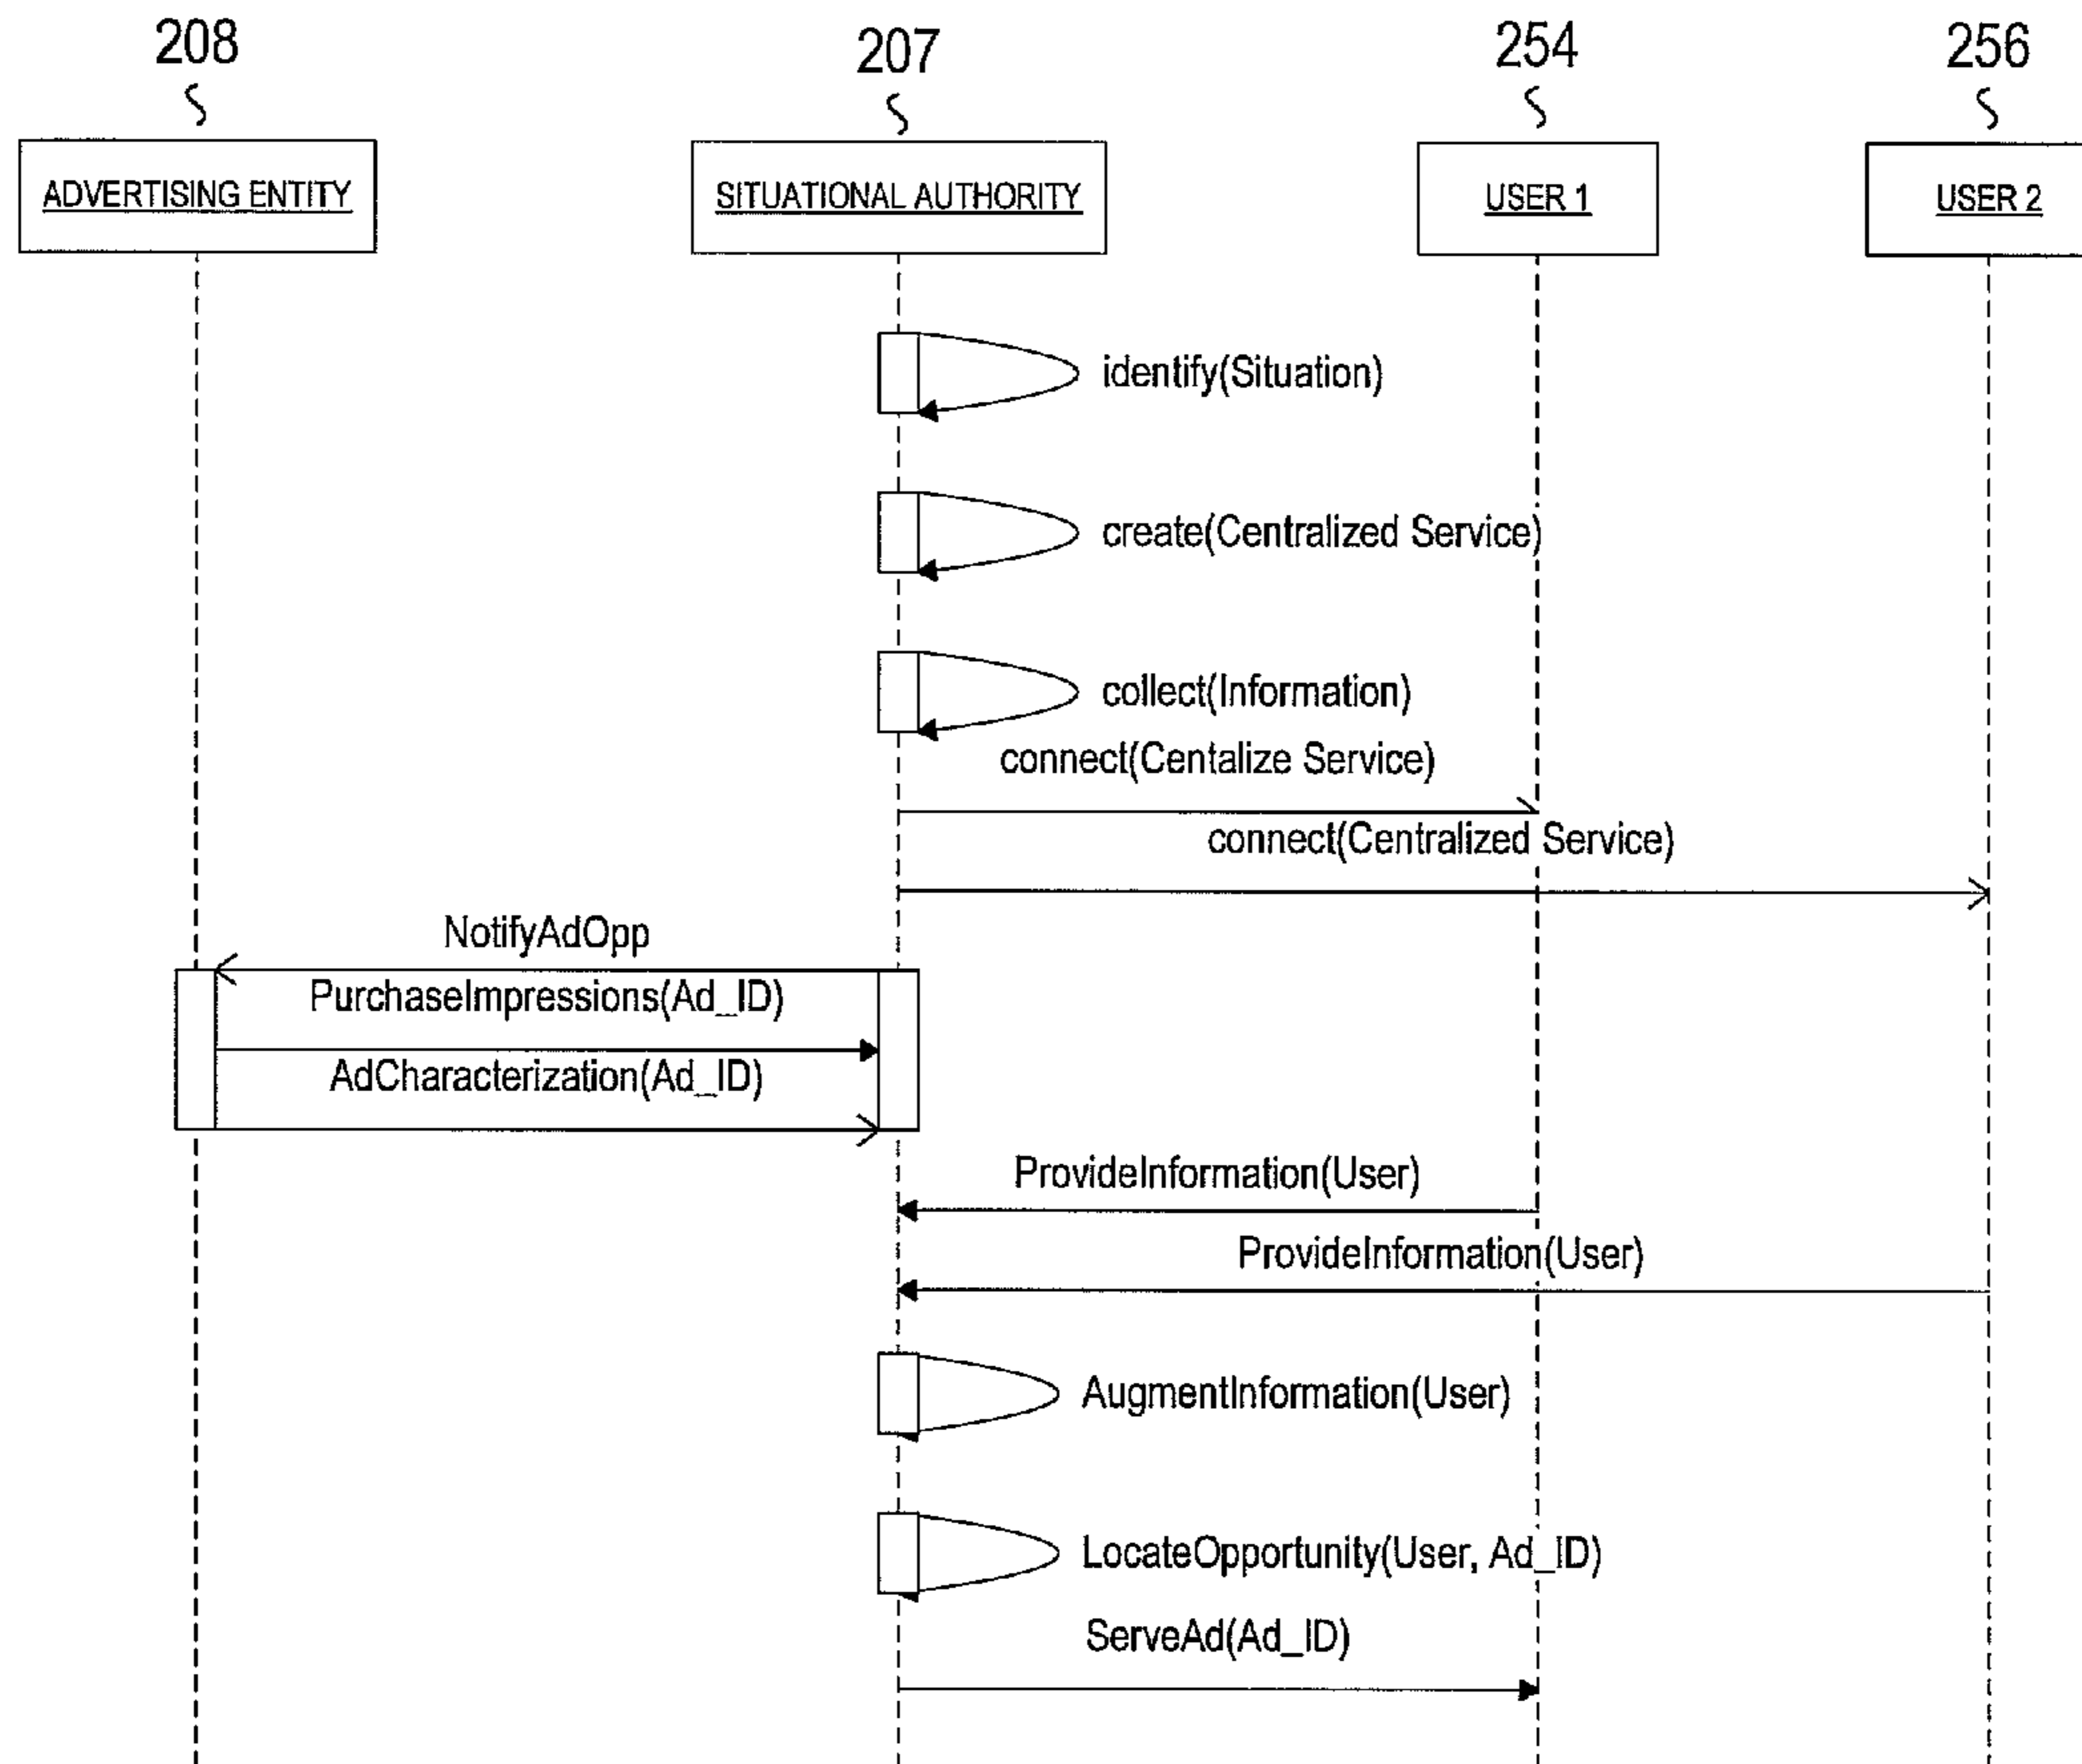 208
207
254
256
ADVERTISING ENTITY
SITUATIONAL AUTHORITY
USER 1
USER 2
identify(Situation)
create(Centralized Service)
collect(Information)
connect(Centalize Service)
connect(Centralized Service)
NotifyAdOpp
PurchaseImpressions(Ad_ID)
AdCharacterization(Ad_ID)
ProvideInformation(User)
ProvideInformation(User)
AugmentInformation(User)
LocateOpportunity(User, Ad_ID)
ServeAd(Ad_ID)